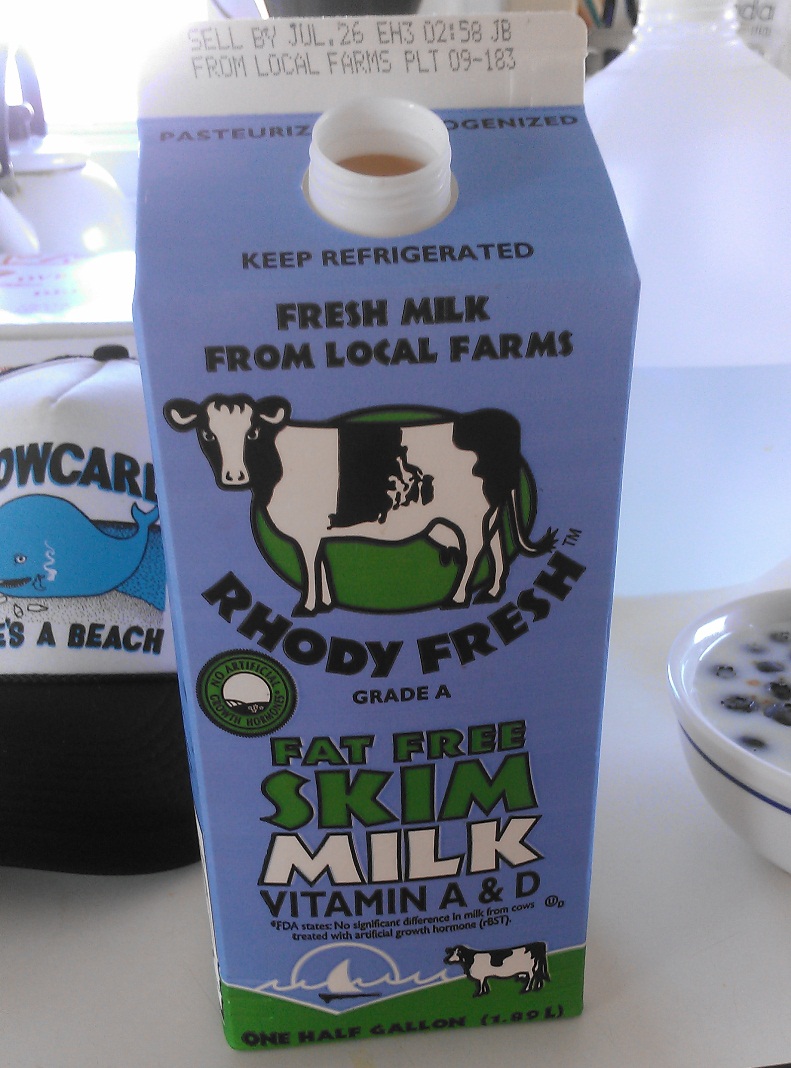 SELL BY JUL.26 EH3 02:58 JB
FROM LOCAL FARMS PLT 09-183
PASTEURIZ OGENIZED
KEEP REFRIGERATED
FRESH MILK
FROM LOCAL FARMS
RHODY FRESH™
NO ARTIFICIAL
GROWTH HORMONES*
GRADE A
FAT FREE
SKIM
MILK
VITAMIN A & D
*FDA states: No significant difference in milk from cows
treated with artificial growth hormone (rBST).
ONE HALF GALLON (1.89 L)
OWCARD
E'S A BEACH